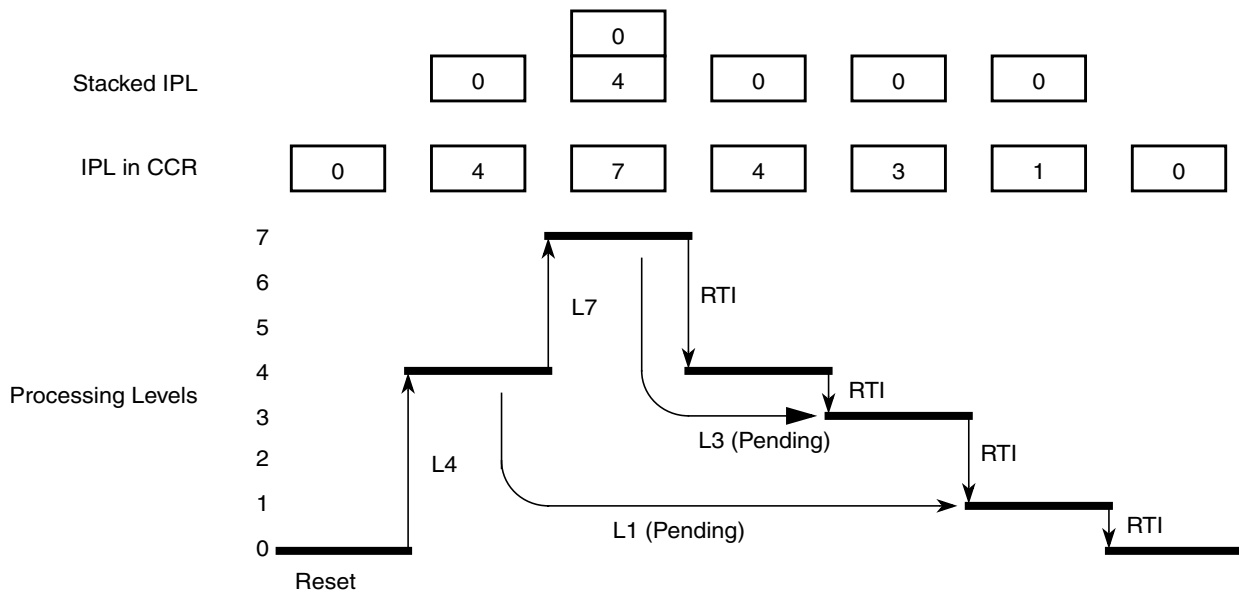 0
Stacked IPL 0 4 0 0 0
IPL in CCR 0 4 7 4 3 1 0
7
6
L7 RTI
5
4
Processing Levels RTI
3
L3 (Pending)
2
L4 RTI
1
L1 (Pending) RTI
0
Reset